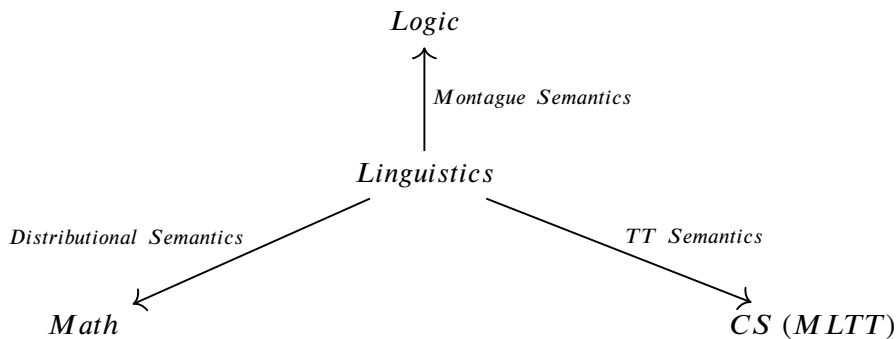 Logic
Montague Semantics
Linguistics
Distributional Semantics
TT Semantics
Math
CS (MLTT)